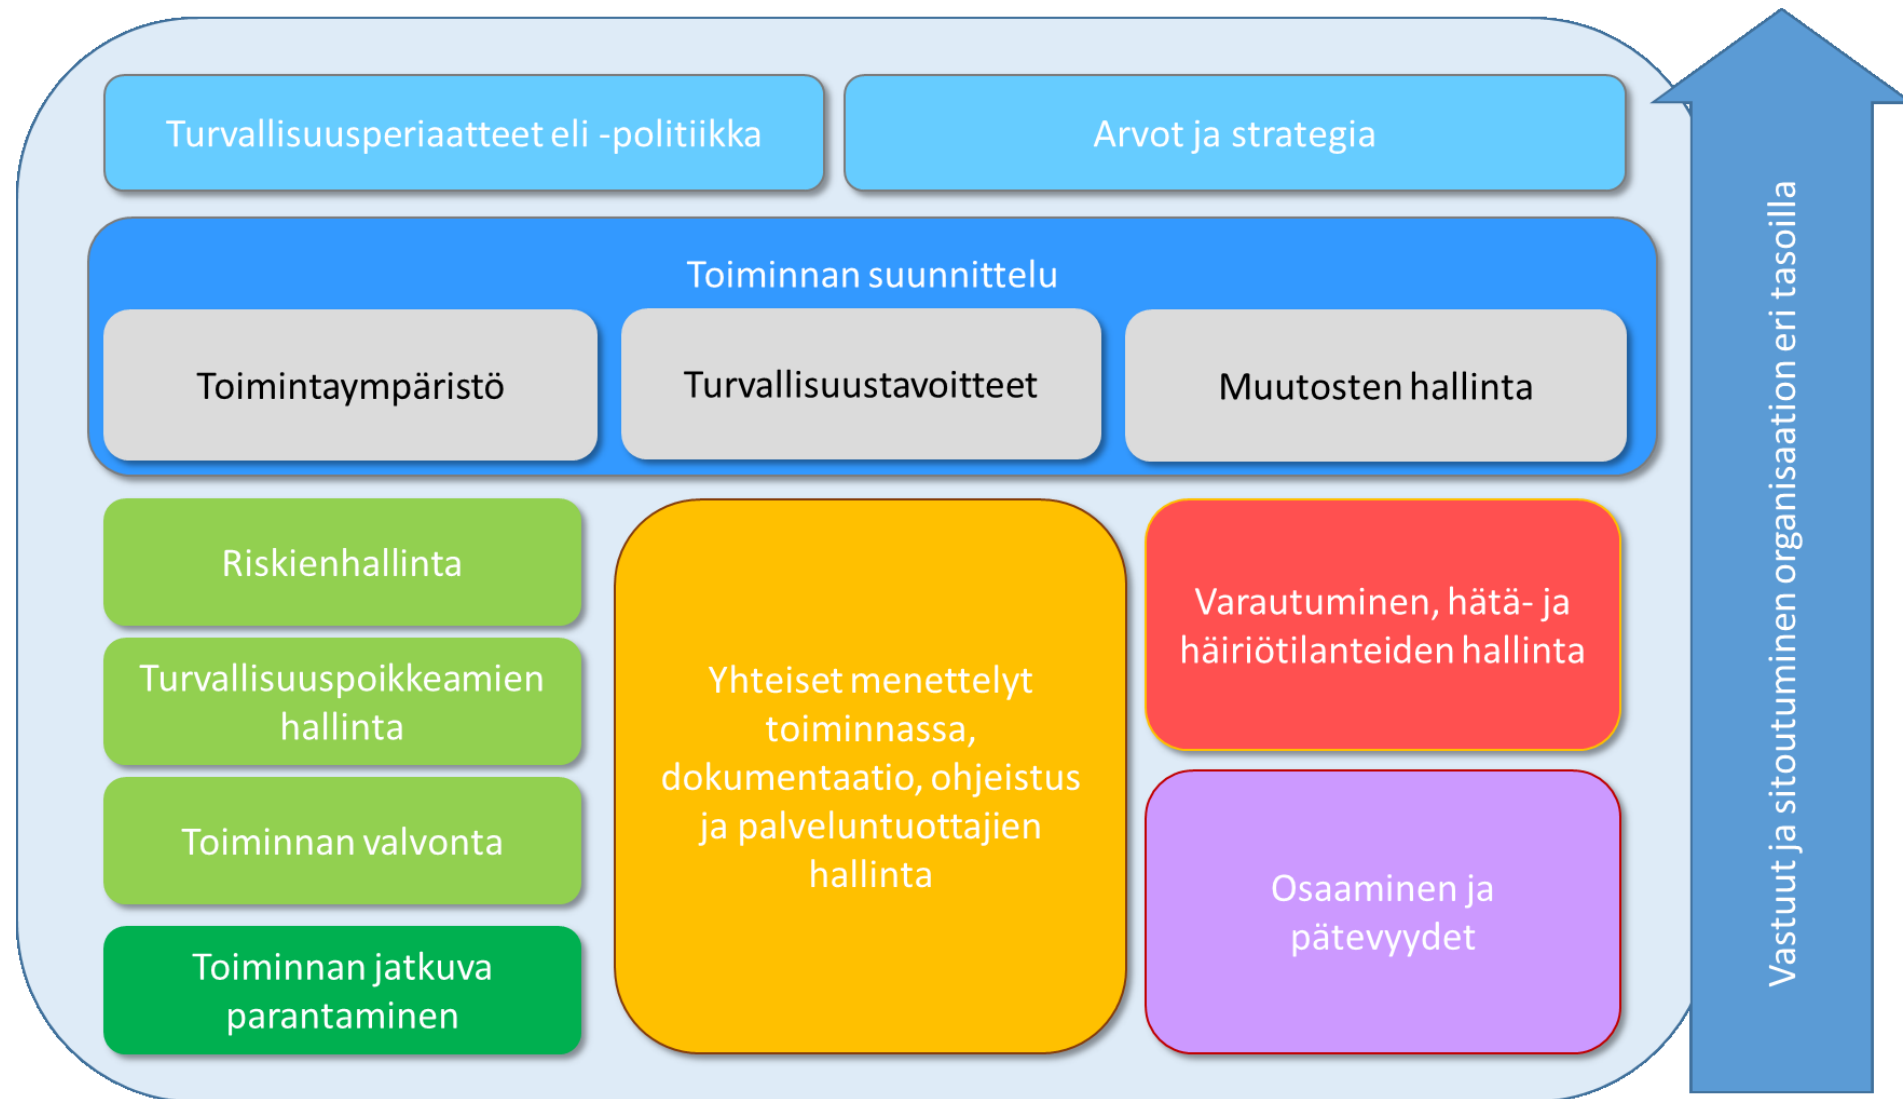 Turvallisuusperiaatteet eli -politiikka
Arvot ja strategia
Toiminnan suunnittelu
Toimintaympäristö
Turvallisuustavoitteet
Muutosten hallinta
Riskienhallinta
Turvallisuuspoikkeamien
hallinta
Toiminnan valvonta
Toiminnan jatkuva
parantaminen
Yhteiset menettelyt
toiminnassa,
dokumentaatio, ohjeistus
ja palveluntuottajien
hallinta
Varautuminen, hätä- ja
häiriötilanteiden hallinta
Osaaminen ja
pätevyydet
Vastuut ja sitoutuminen organisaation eri tasoilla